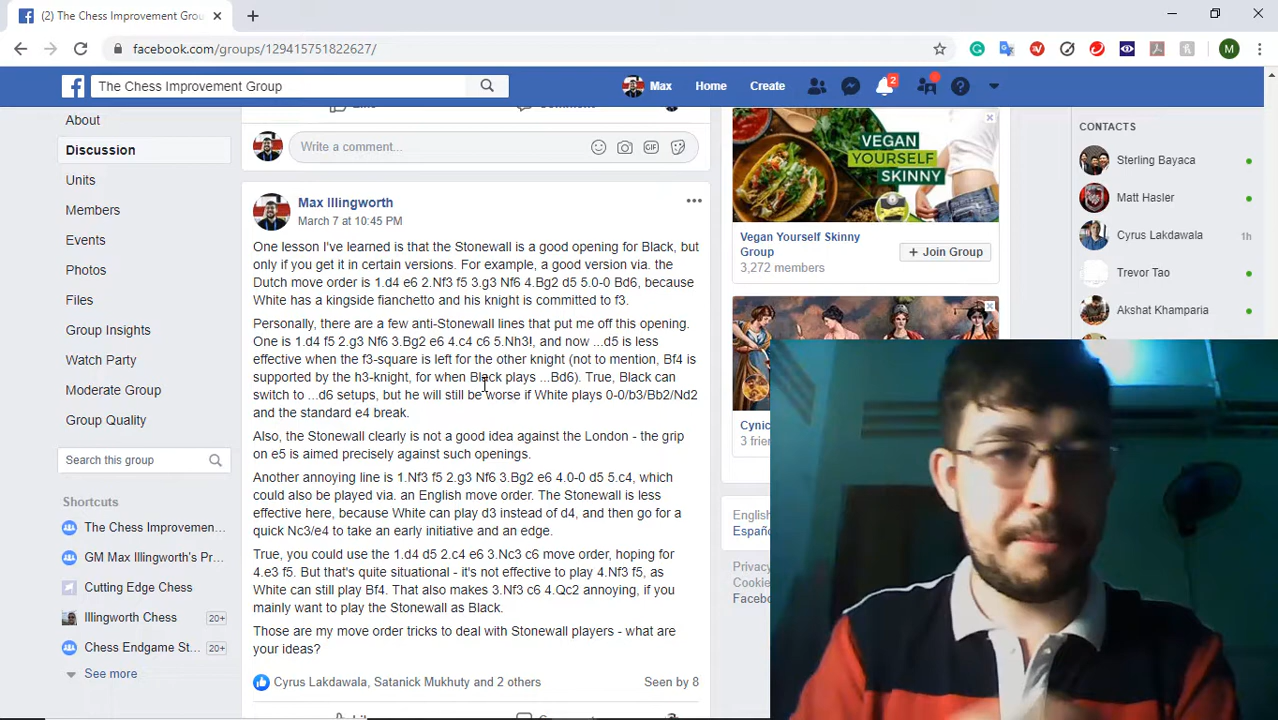 (2) The Chess Improvement Grou
facebook.com/groups/129415751822627/
M
The Chess Improvement Group
Max
Home
Create
2
About
Discussion
Units
Members
Events
Photos
Files
Group Insights
Watch Party
Moderate Group
Group Quality
Search this group
Shortcuts
The Chess Improvemen...
GM Max Illingworth's Pr...
Cutting Edge Chess
Illingworth Chess
20+
Chess Endgame St...
20+
See more
Write a comment...
GIF
Max Illingworth
March 7 at 10:45 PM
One lesson I've learned is that the Stonewall is a good opening for Black, but
only if you get it in certain versions. For example, a good version via. the
Dutch move order is 1.d4 e6 2.Nf3 f5 3.g3 Nf6 4.Bg2 d5 5.0-0 Bd6, because
White has a kingside fianchetto and his knight is committed to f3.
Personally, there are a few anti-Stonewall lines that put me off this opening.
One is 1.d4 f5 2.g3 Nf6 3.Bg2 e6 4.c4 c6 5.Nh3!, and now ...d5 is less
effective when the f3-square is left for the other knight (not to mention, Bf4 is
supported by the h3-knight, for when Black plays ...Bd6). True, Black can
switch to ...d6 setups, but he will still be worse if White plays 0-0/b3/Bb2/Nd2
and the standard e4 break.
Also, the Stonewall clearly is not a good idea against the London - the grip
on e5 is aimed precisely against such openings.
Another annoying line is 1.Nf3 f5 2.g3 Nf6 3.Bg2 e6 4.0-0 d5 5.c4, which
could also be played via. an English move order. The Stonewall is less
effective here, because White can play d3 instead of d4, and then go for a
quick Nc3/e4 to take an early initiative and an edge.
True, you could use the 1.d4 d5 2.c4 e6 3.Nc3 c6 move order, hoping for
4.e3 f5. But that's quite situational - it's not effective to play 4.Nf3 f5, as
White can still play Bf4. That also makes 3.Nf3 c6 4.Qc2 annoying, if you
mainly want to play the Stonewall as Black.
Those are my move order tricks to deal with Stonewall players - what are
your ideas?
Cyrus Lakdawala, Satanick Mukhuty and 2 others
Seen by 8
VEGAN
YOURSELF
SKINNY
Vegan Yourself Skinny
Group
3,272 members
+ Join Group
Cynic
3 frien
English
Españo
Privac
Cookie
Facebo
CONTACTS
Sterling Bayaca
Matt Hasler
Cyrus Lakdawala
1h
Trevor Tao
Akshat Khamparia